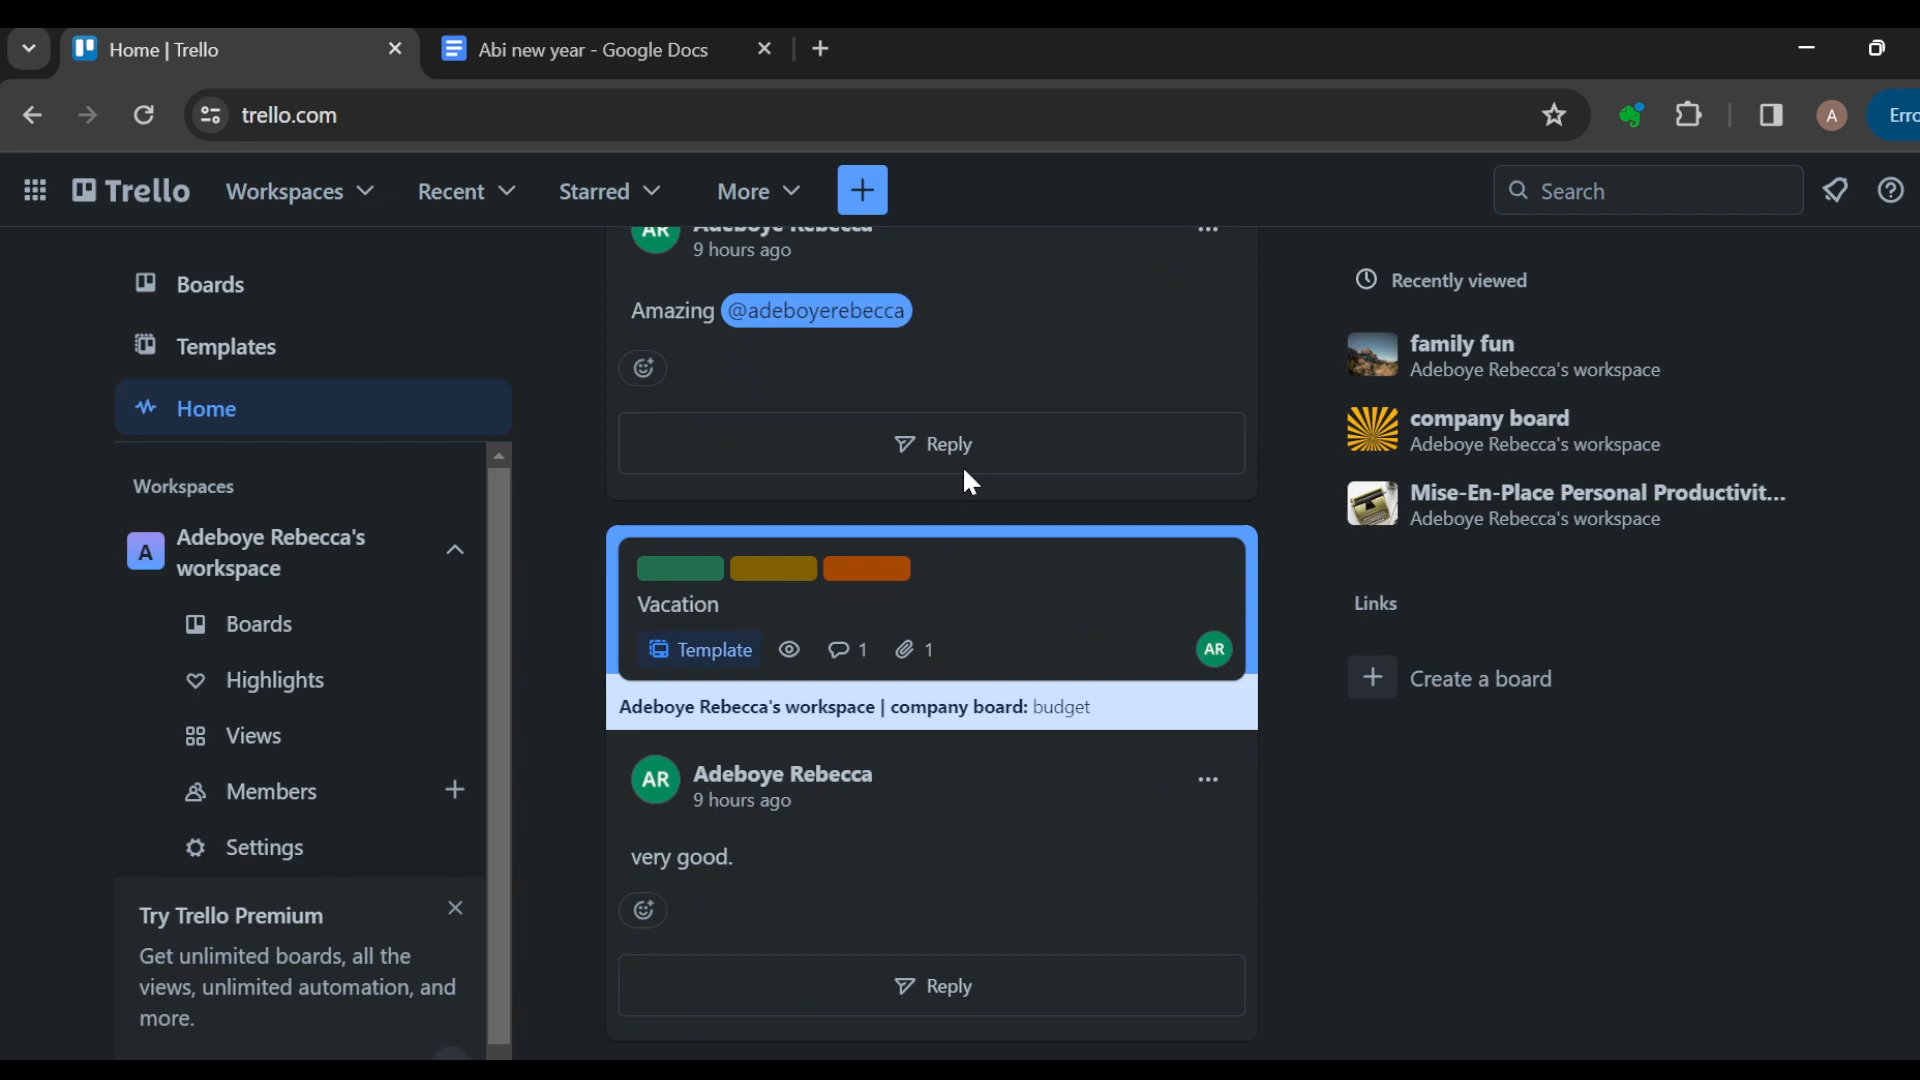 Home | Trello
Abi new year - Google Docs
trello.com
A
Erro
Trello
Workspaces
Recent
Starred
More
Search
Boards
Templates
Home
Workspaces
A
Adeboye Rebecca's
workspace
Boards
Highlights
Views
Members
Settings
Try Trello Premium
Get unlimited boards, all the
views, unlimited automation, and
more.
AR Adeboye Rebecca
9 hours ago
Amazing @adeboyerebecca
Reply
Vacation
Template 1 1 AR
Adeboye Rebecca's workspace | company board: budget
AR Adeboye Rebecca
9 hours ago
very good.
Reply
Recently viewed
family fun
Adeboye Rebecca's workspace
company board
Adeboye Rebecca's workspace
Mise-En-Place Personal Productivit...
Adeboye Rebecca's workspace
Links
Create a board